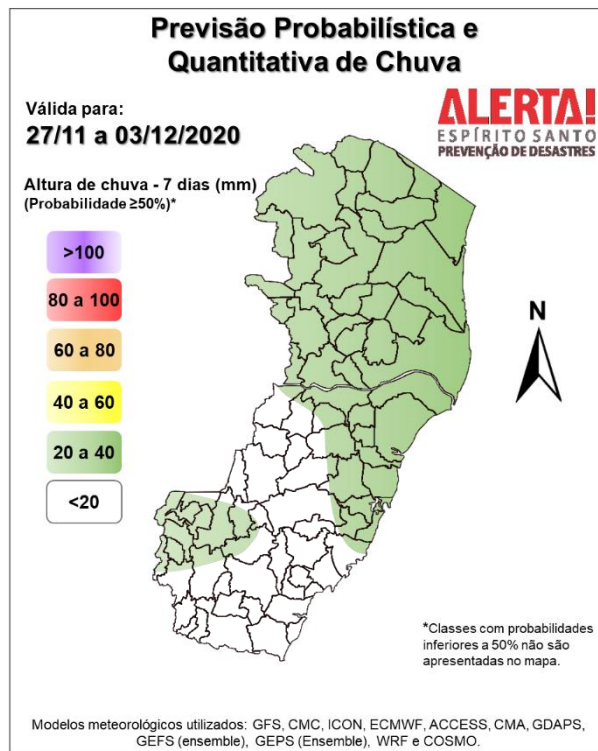 Previsão Probabilística e
Quantitativa de Chuva
Válida para:
27/11 a 03/12/2020
ALERTA!
ESPÍRITO SANTO
PREVENÇÃO DE DESASTRES
Altura de chuva - 7 dias (mm)
(Probabilidade ≥50%)*
>100
80 a 100
60 a 80
40 a 60
20 a 40
<20
N
*Classes com probabilidades
inferiores a 50% não são
apresentadas no mapa.
Modelos meteorológicos utilizados: GFS, CMC, ICON, ECMWF, ACCESS, CMA, GDAPS,
GEFS (ensemble), GEPS (Ensemble), WRF e COSMO.